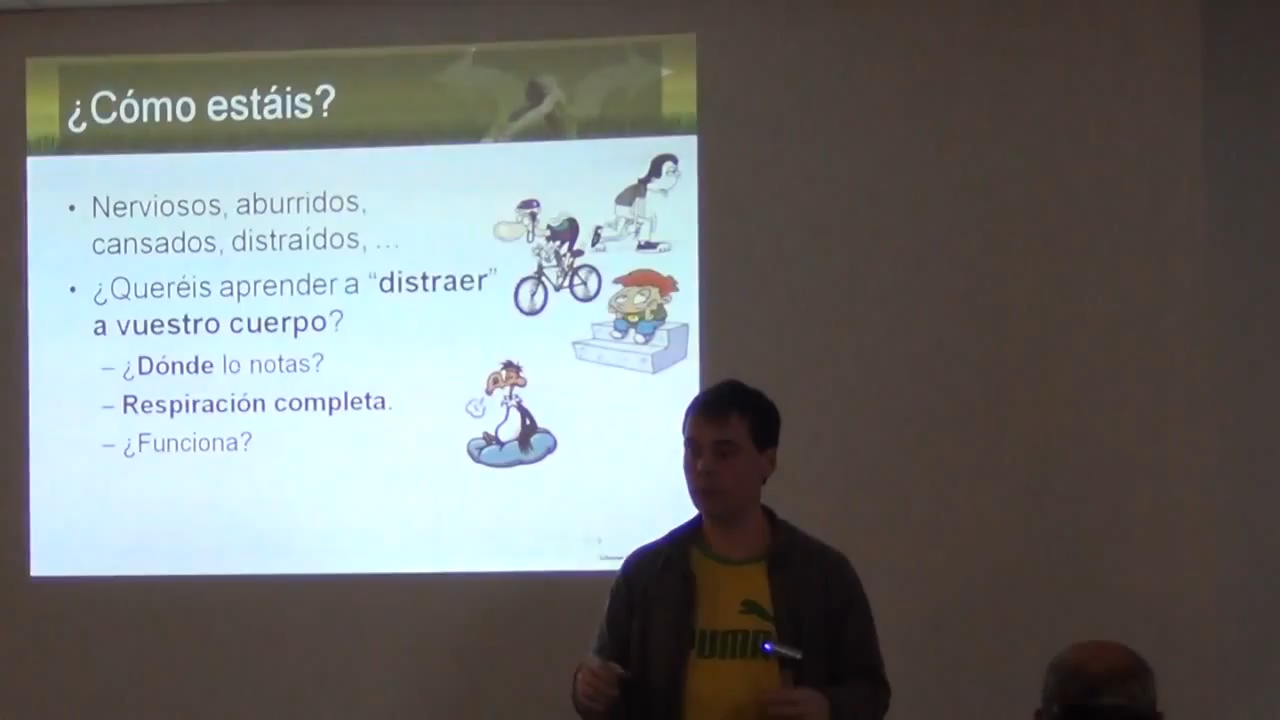 ¿Cómo estáis?
• Nerviosos, aburridos,
cansados, distraídos, ...
• ¿Queréis aprender a “distraer”
a vuestro cuerpo?
– ¿Dónde lo notas?
– Respiración completa.
– ¿Funciona?
PUMA